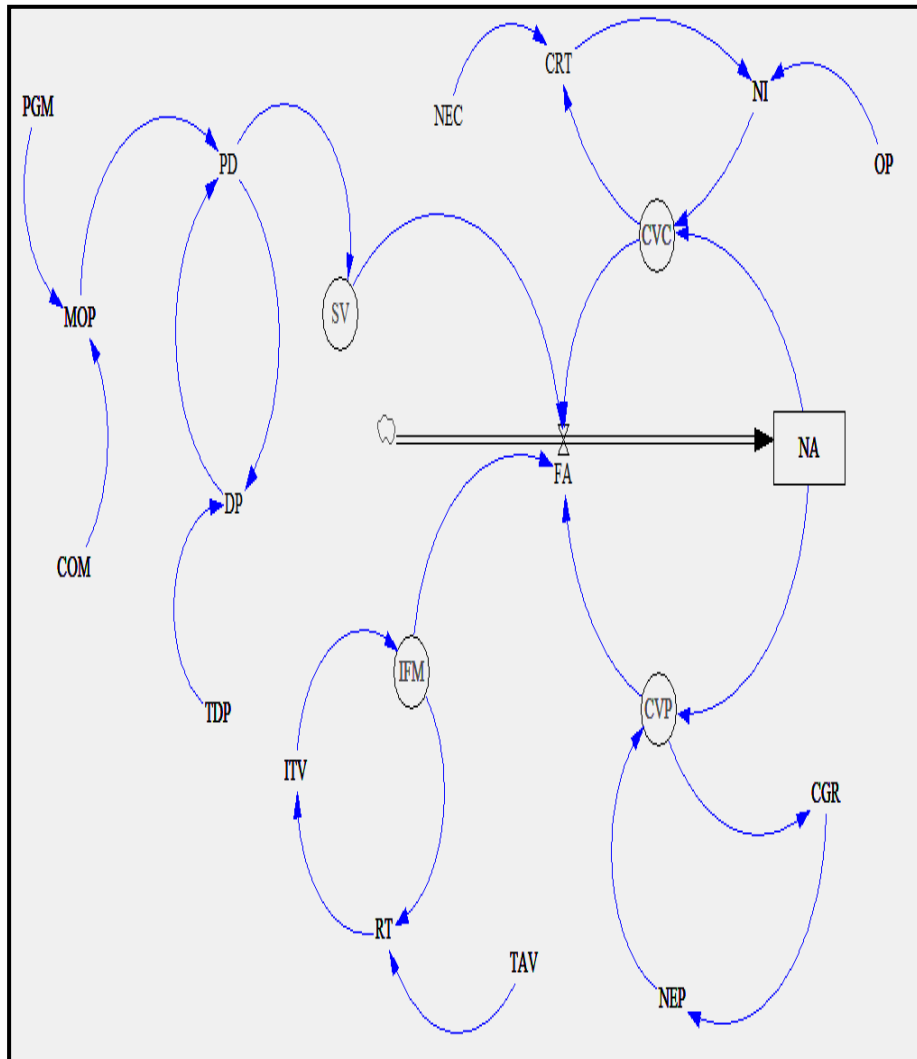 CRT
NI
PGM
NEC
PD
OP
CVC
SV
MOP
NA
FA
DP
COM
IFM
TDP
CVP
ITV
CGR
RT
TAV
NEP